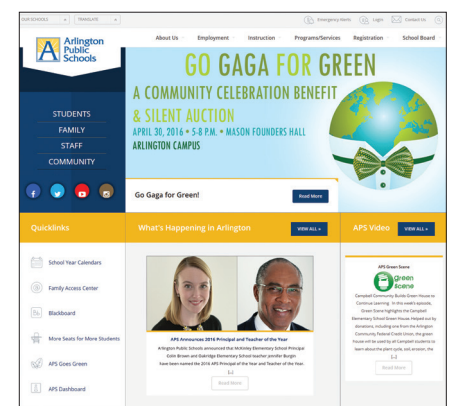 OUR SCHOOLS
TRANSLATE
Emergency Alerts
Login
Contact Us
Arlington
Public
Schools
About Us
Employment
Instruction
Programs/Services
Registration
School Board
GO GAGA FOR GREEN
A COMMUNITY CELEBRATION BENEFIT
& SILENT AUCTION
APRIL 30, 2016 • 5-8 P.M. • MASON FOUNDERS HALL
ARLINGTON CAMPUS
STUDENTS
FAMILY
STAFF
COMMUNITY
Go Gaga for Green!
Read More
Quicklinks
What's Happening in Arlington
VIEW ALL »
APS Video
VIEW ALL »
School Year Calendars
Family Access Center
Blackboard
More Seats for More Students
APS Goes Green
APS Dashboard
APS Announces 2016 Principal and Teacher of the Year
Arlington Public Schools announced that McKinley Elementary School Principal
Colin Brown and Oakridge Elementary School teacher Jennifer Burgin
have been named the 2016 APS Principal of the Year and Teacher of the Year.
[...]
Read More
APS Green Scene
green
scene
Campbell Community Builds Green House to
Continue Learning In this week's episode,
Green Scene highlights the Campbell
Elementary School Green House. Helped out by
donations, including one from the Arlington
Community Federal Credit Union, the green
house will be used by all Campbell students to
learn about the plant cycle, soil, erosion, the
[...]
Read More